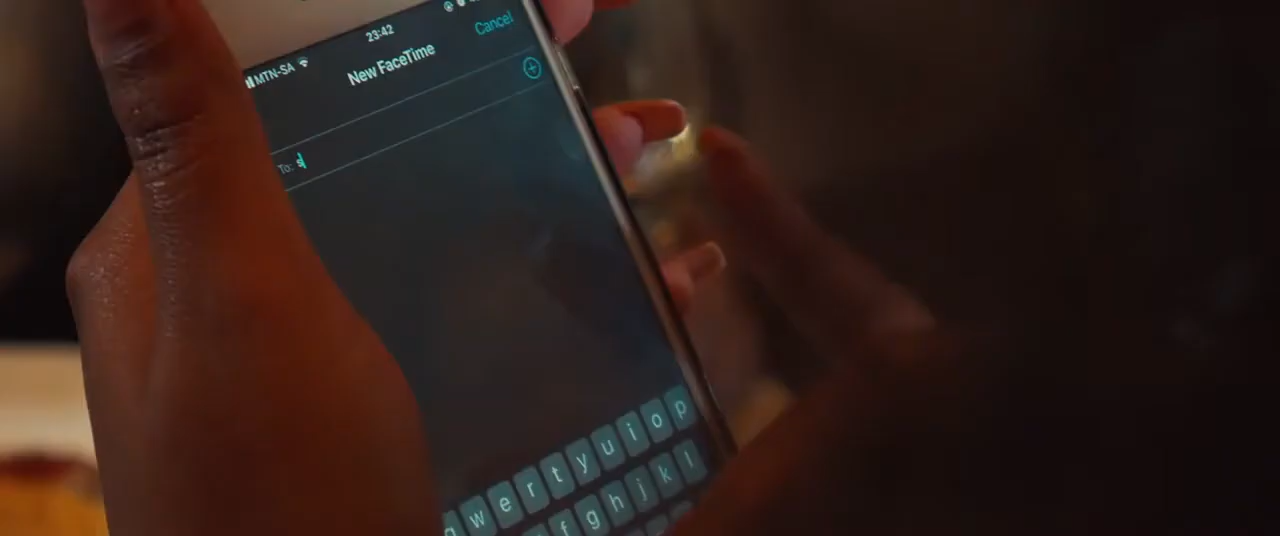 23:42
Cancel
MTN-SA
New FaceTime
To: s
q w e r t y u i o p
f g h j k l